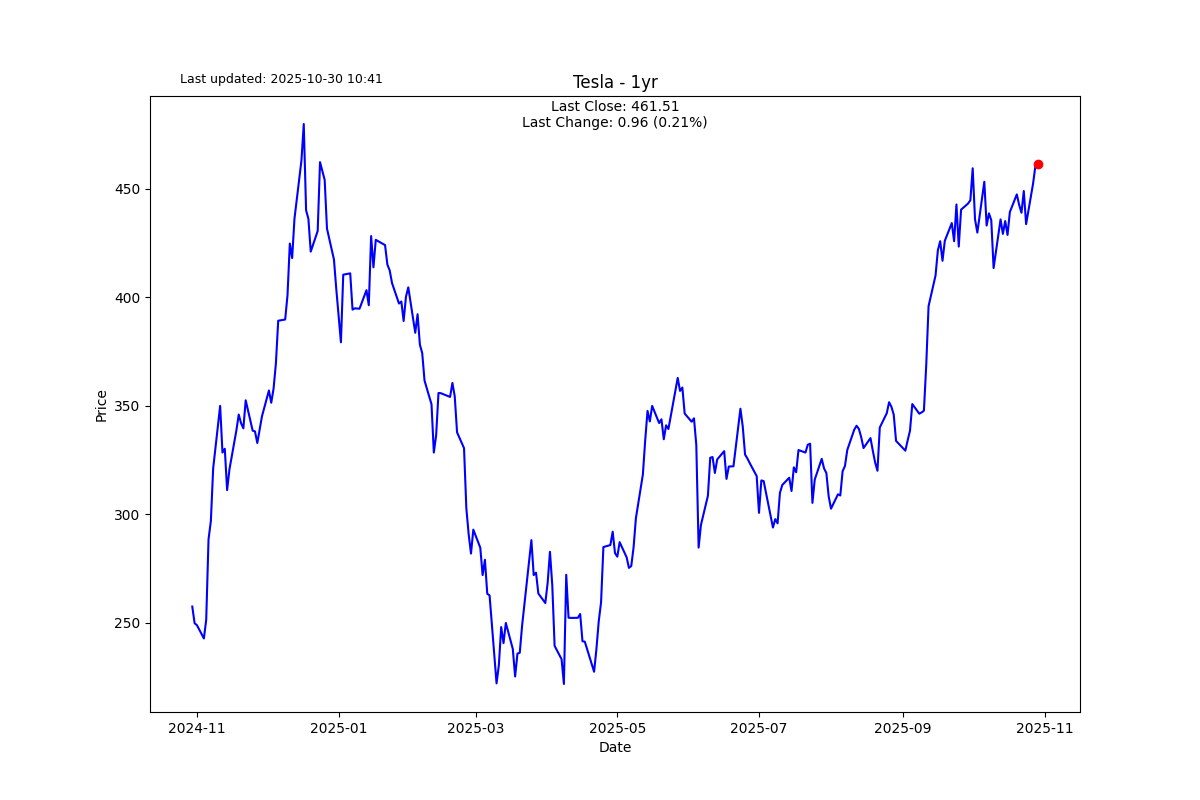 Last updated: 2025-10-30 10:41
Tesla - 1yr
Last Close: 461.51
Last Change: 0.96 (0.21%)
Price
450
400
350
300
250
2024-11
2025-01
2025-03
2025-05
2025-07
2025-09
2025-11
Date